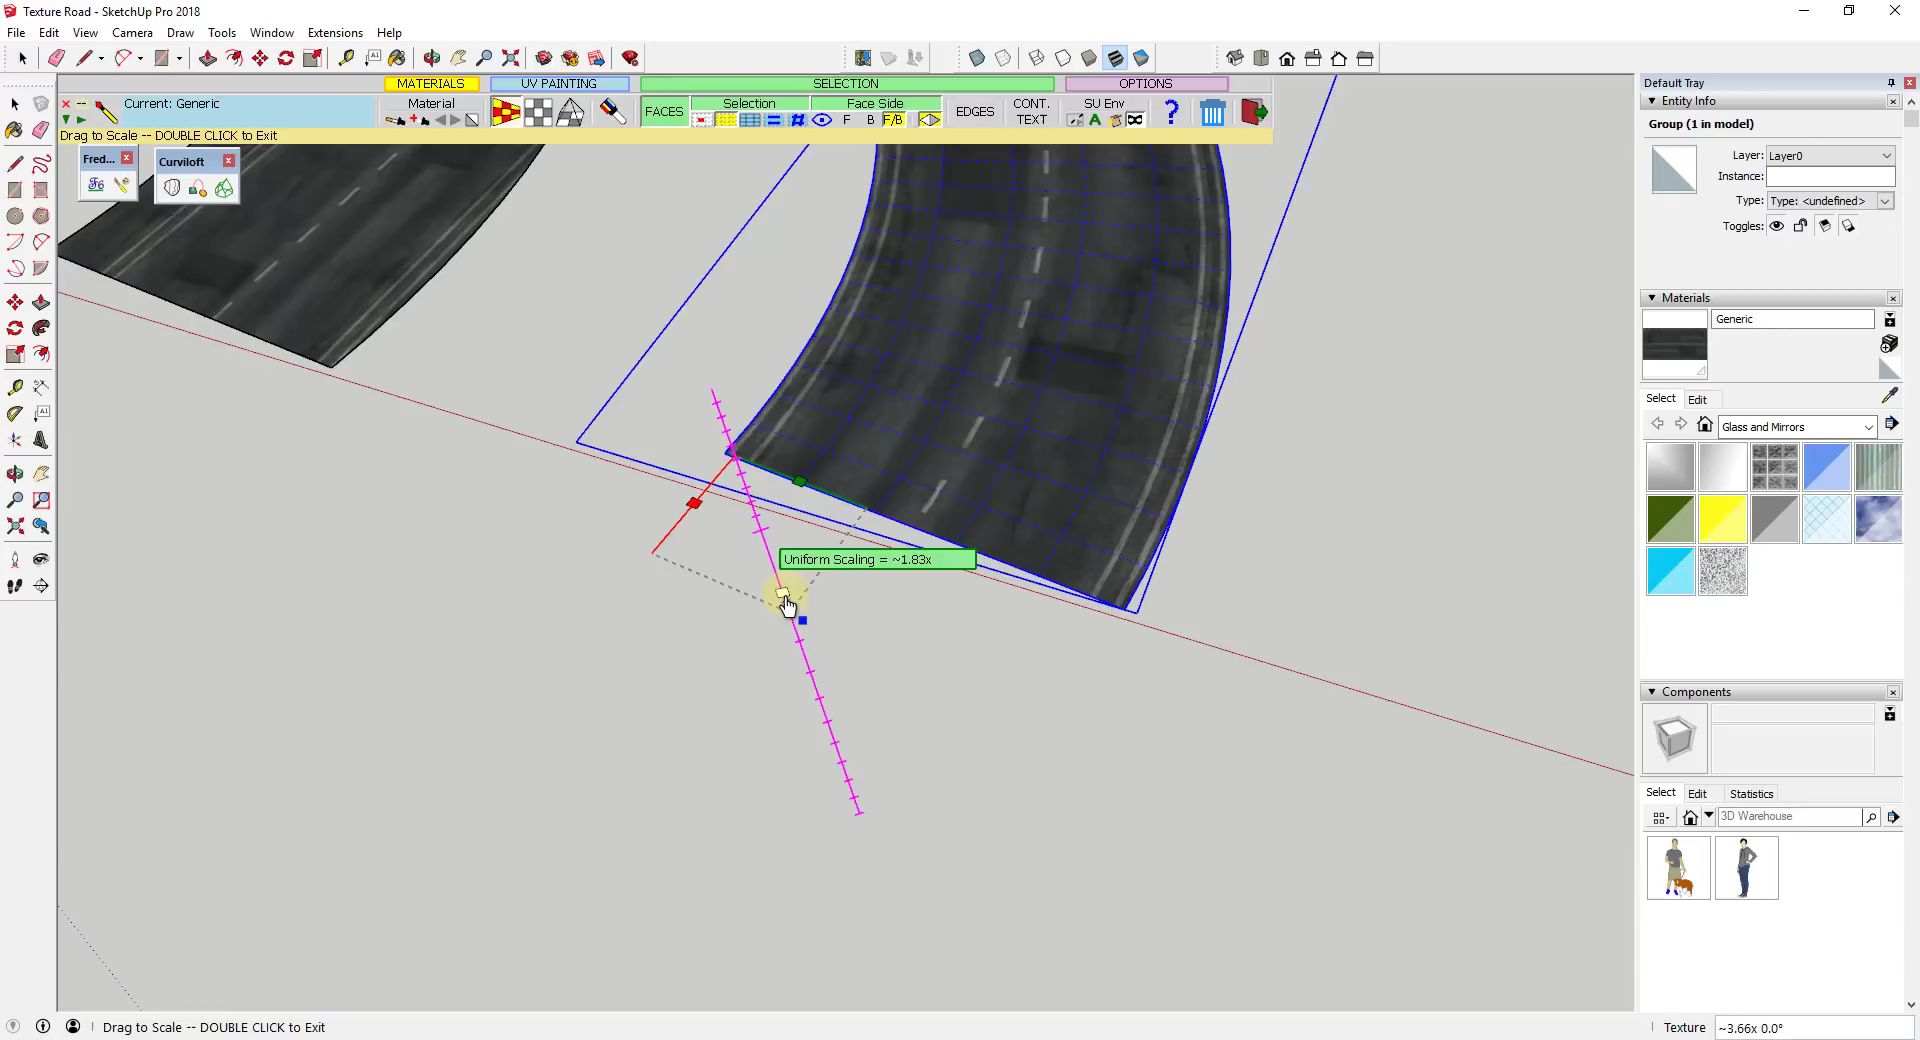 Texture Road - SketchUp Pro 2018
File Edit View Camera Draw Tools Window Extensions Help
MATERIALS UV PAINTING SELECTION OPTIONS
Current: Generic Material FACES Selection Face Side F B F/B EDGES CONT. TEXT SU Env A ?
Drag to Scale -- DOUBLE CLICK to Exit
Fred...
Curviloft
Uniform Scaling = ~1.83x
Default Tray
Entity Info
Group (1 in model)
Layer: Layer0
Instance:
Type: Type: <undefined>
Toggles:
Materials
Generic
Select Edit
Glass and Mirrors
Components
Select Edit Statistics
3D Warehouse
Drag to Scale -- DOUBLE CLICK to Exit
Texture ~3.66x 0.0°